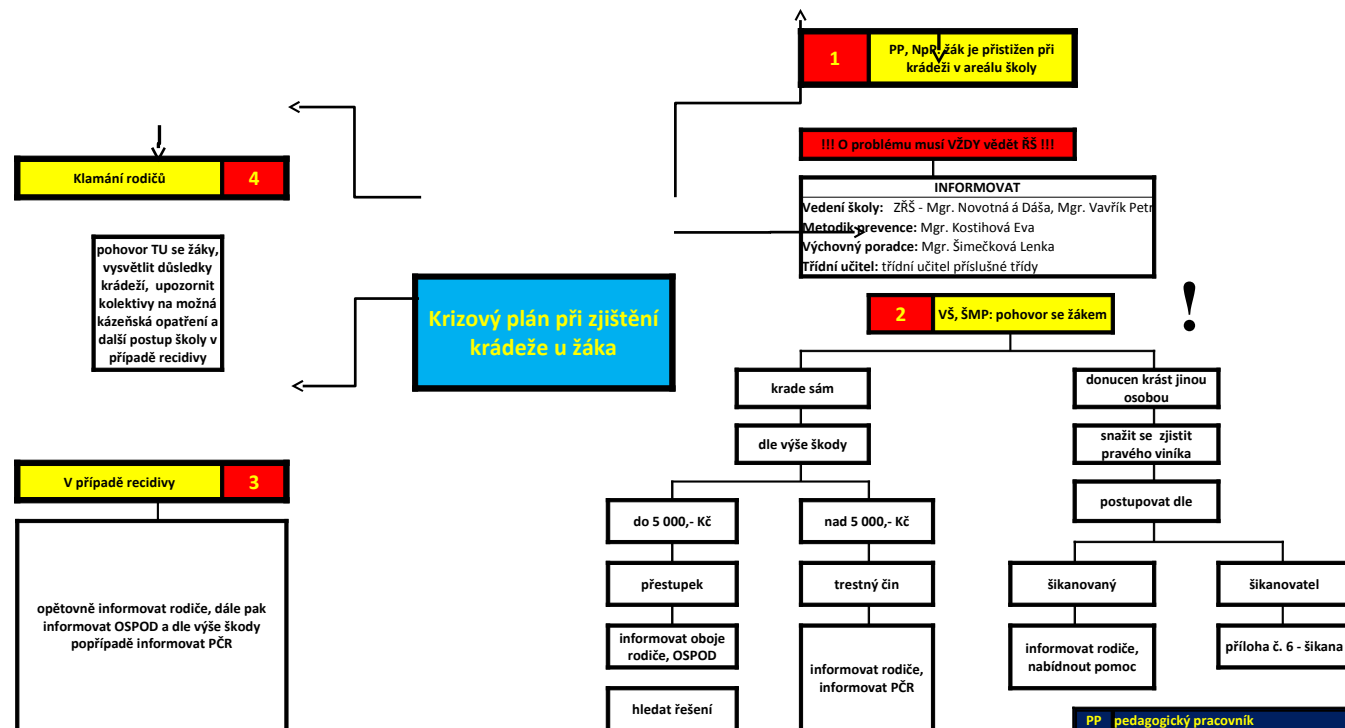 1
PP, NpR: žák je přistižen při
krádeži v areálu školy
!!! O problému musí VŽDY vědět ŘŠ !!!
INFORMOVAT
Vedení školy: ZŘŠ - Mgr. Novotná á Dáša, Mgr. Vavřík Petr
Metodik prevence: Mgr. Kostihová Eva
Výchovný poradce: Mgr. Šimečková Lenka
Třídní učitel: třídní učitel příslušné třídy
Klamání rodičů
4
pohovor TU se žáky,
vysvětlit důsledky
krádeží, upozornit
kolektivy na možná
kázeňská opatření a
další postup školy v
případě recidivy
Krizový plán při zjištění
krádeže u žáka
2
VŠ, ŠMP: pohovor se žákem
!
krade sám
donucen krást jinou
osobou
dle výše škody
snažit se zjistit
pravého viníka
V případě recidivy
3
postupovat dle
do 5 000,- Kč
nad 5 000,- Kč
přestupek
trestný čin
šikanovaný
šikanovatel
opětovně informovat rodiče, dále pak
informovat OSPOD a dle výše škody
popřípadě informovat PČR
informovat oboje
rodiče, OSPOD
informovat rodiče,
informovat PČR
informovat rodiče,
nabídnout pomoc
příloha č. 6 - šikana
hledat řešení
PP pedagogický pracovník